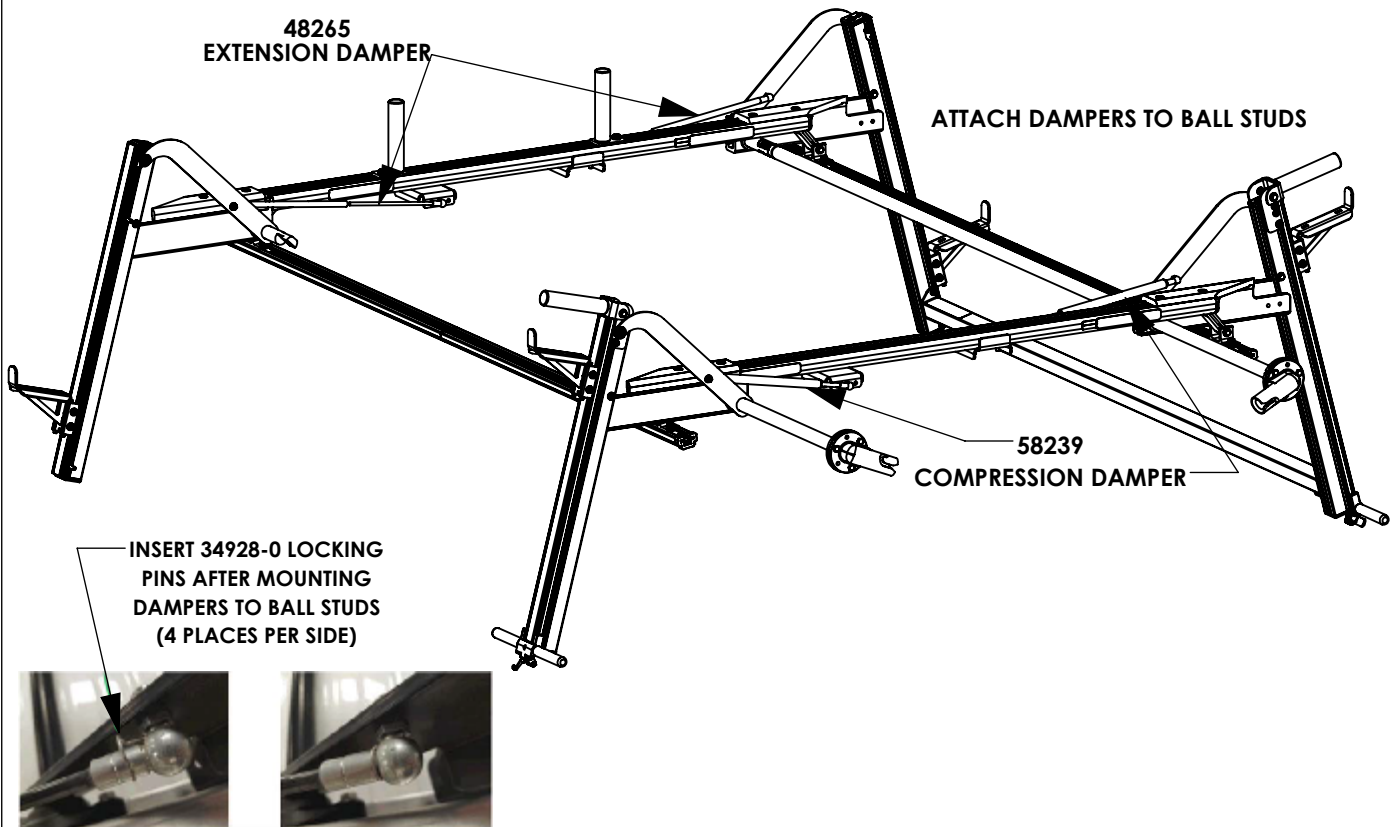 48265
EXTENSION DAMPER
ATTACH DAMPERS TO BALL STUDS
58239
COMPRESSION DAMPER
INSERT 34928-0 LOCKING
PINS AFTER MOUNTING
DAMPERS TO BALL STUDS
(4 PLACES PER SIDE)